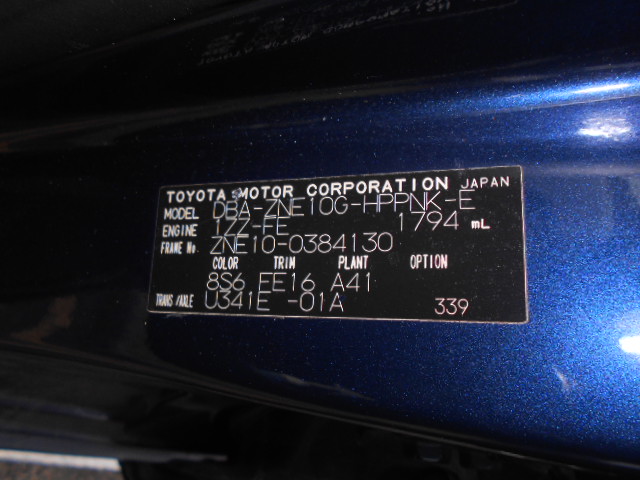 TOYOTA MOTOR CORPORATION JAPAN
MODEL DBA-ZNE10G-HPPNK-E
ENGINE 1ZZ-FE 1794 mL
FRAME No. ZNE10-0384130
COLOR TRIM PLANT OPTION
8S6 FE16 A41
TRANS/AXLE U341E -01A 339